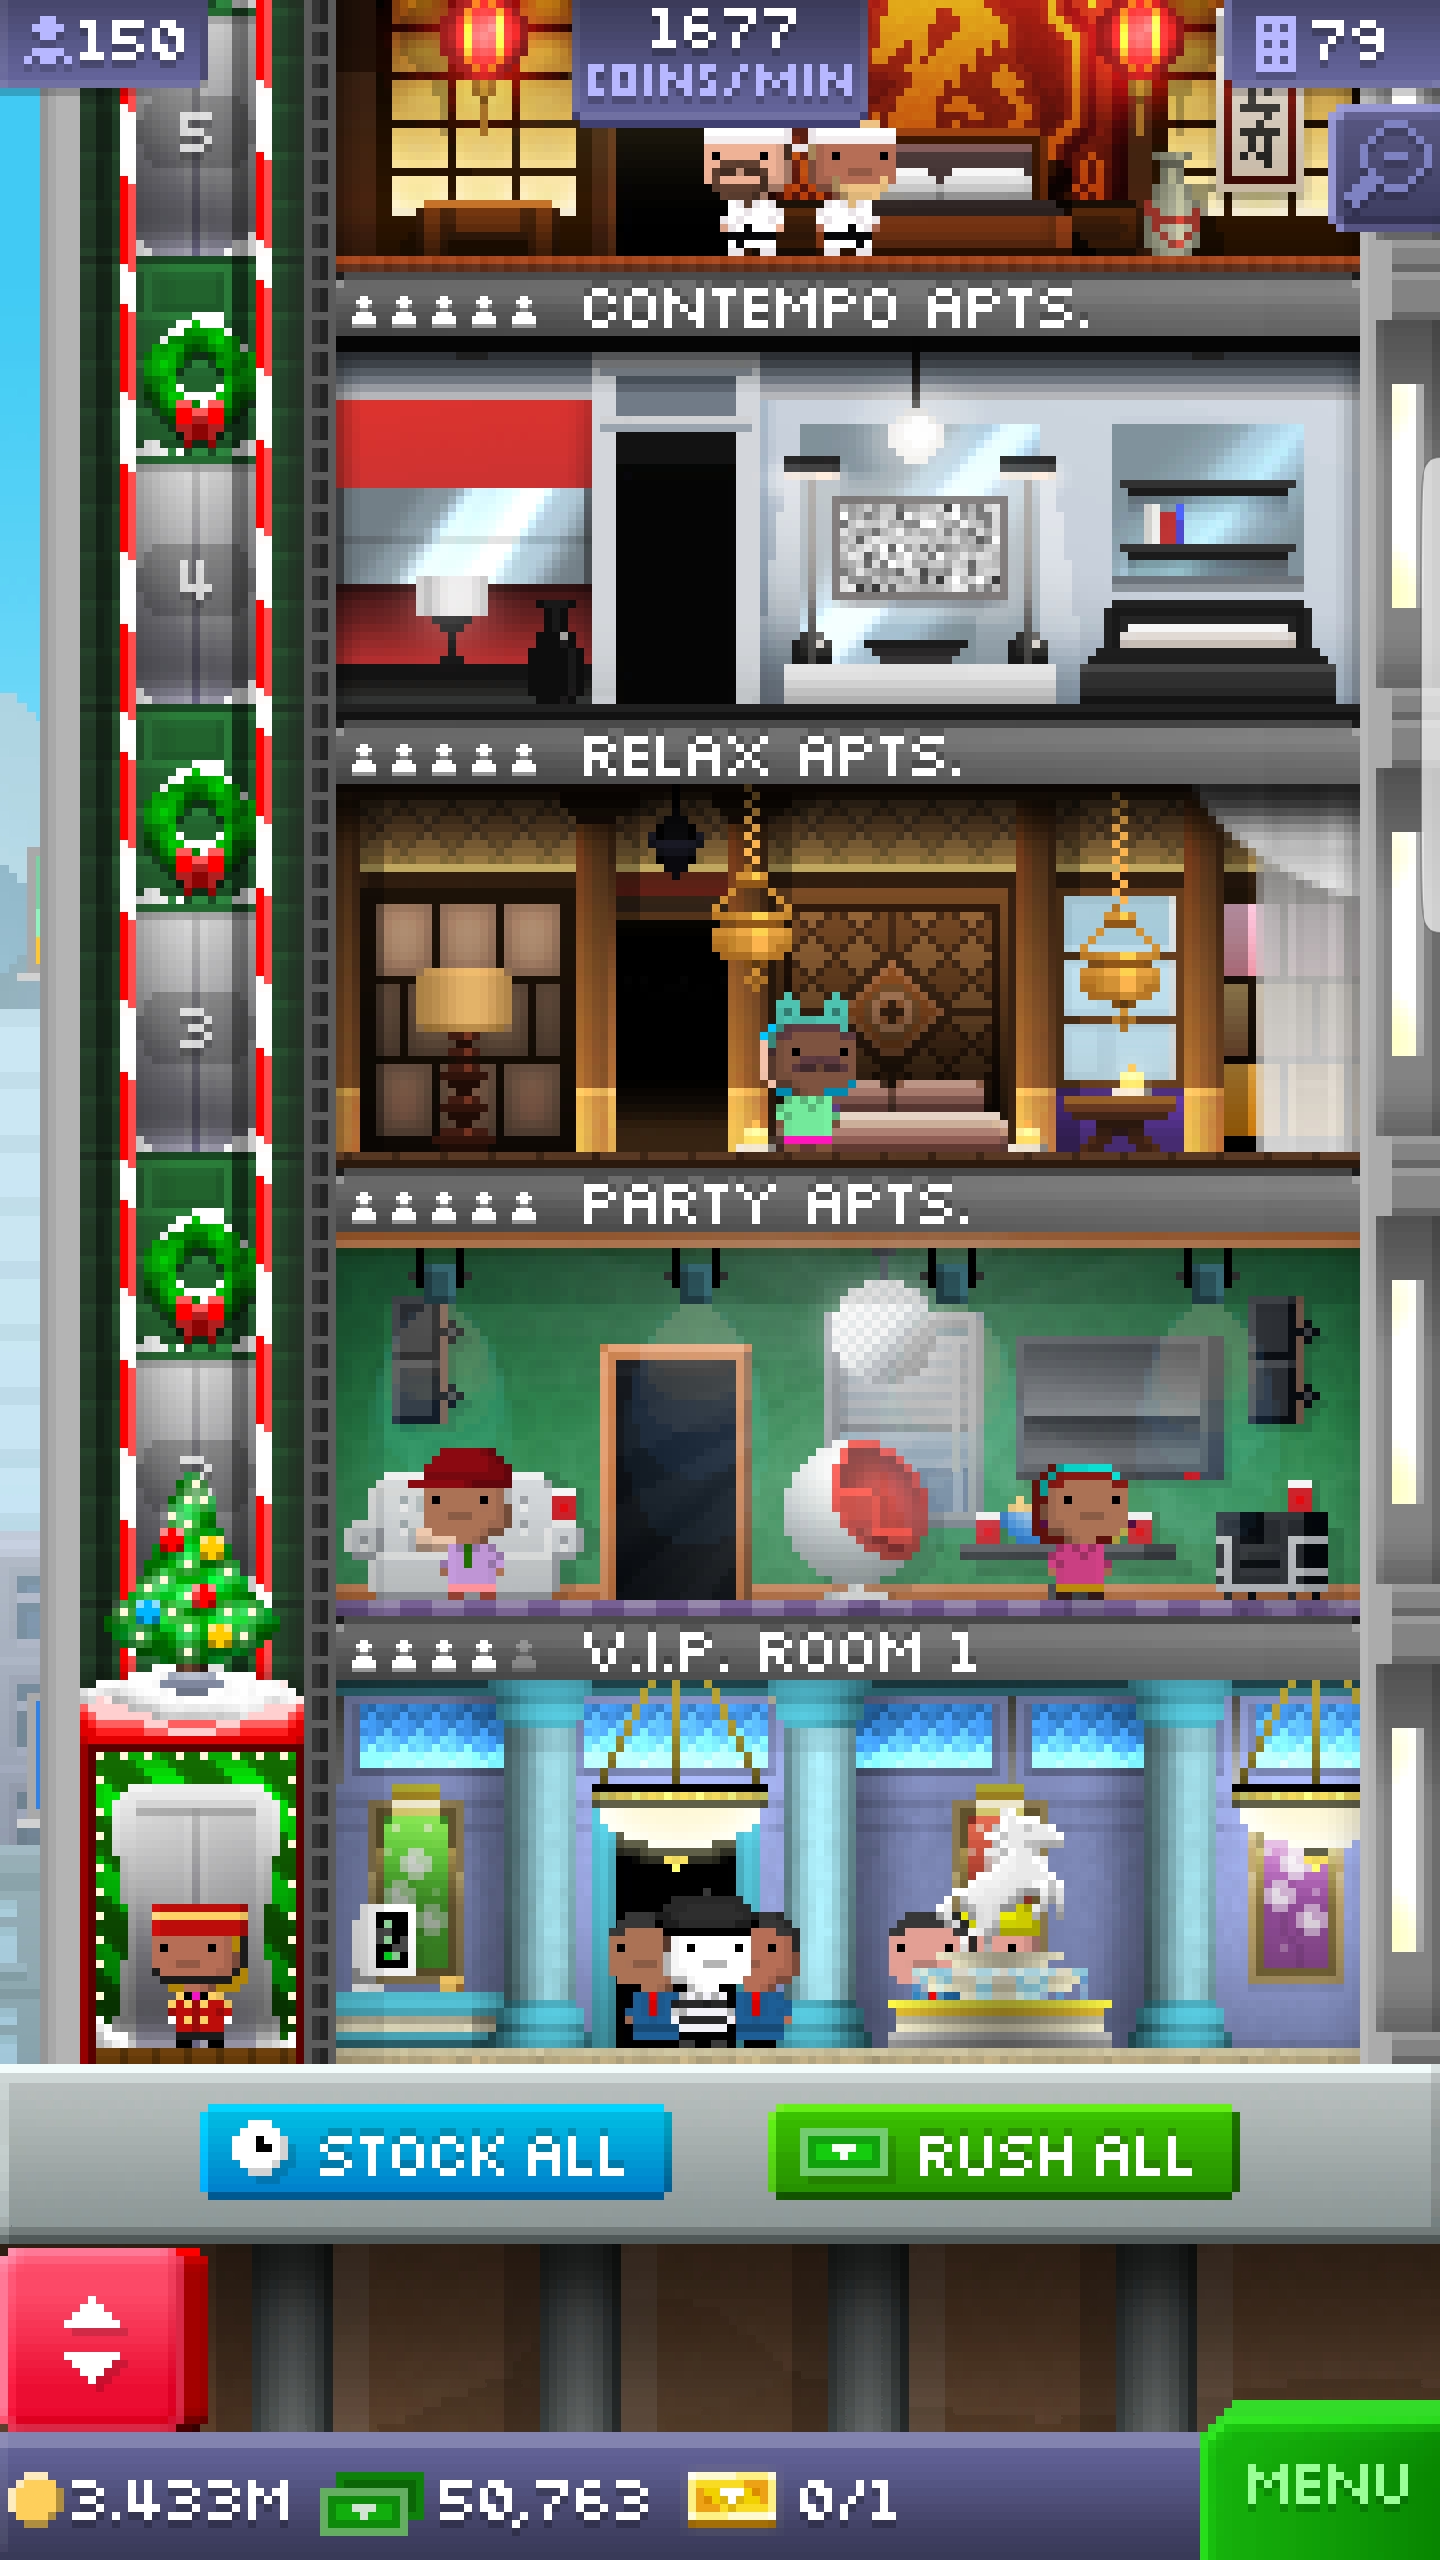 150
1677
COINS/MIN
79
5
CONTEMPO APTS.
4
RELAX APTS.
3
PARTY APTS.
V.I.P. ROOM 1
STOCK ALL
RUSH ALL
3.433M
50,763
0/1
MENU